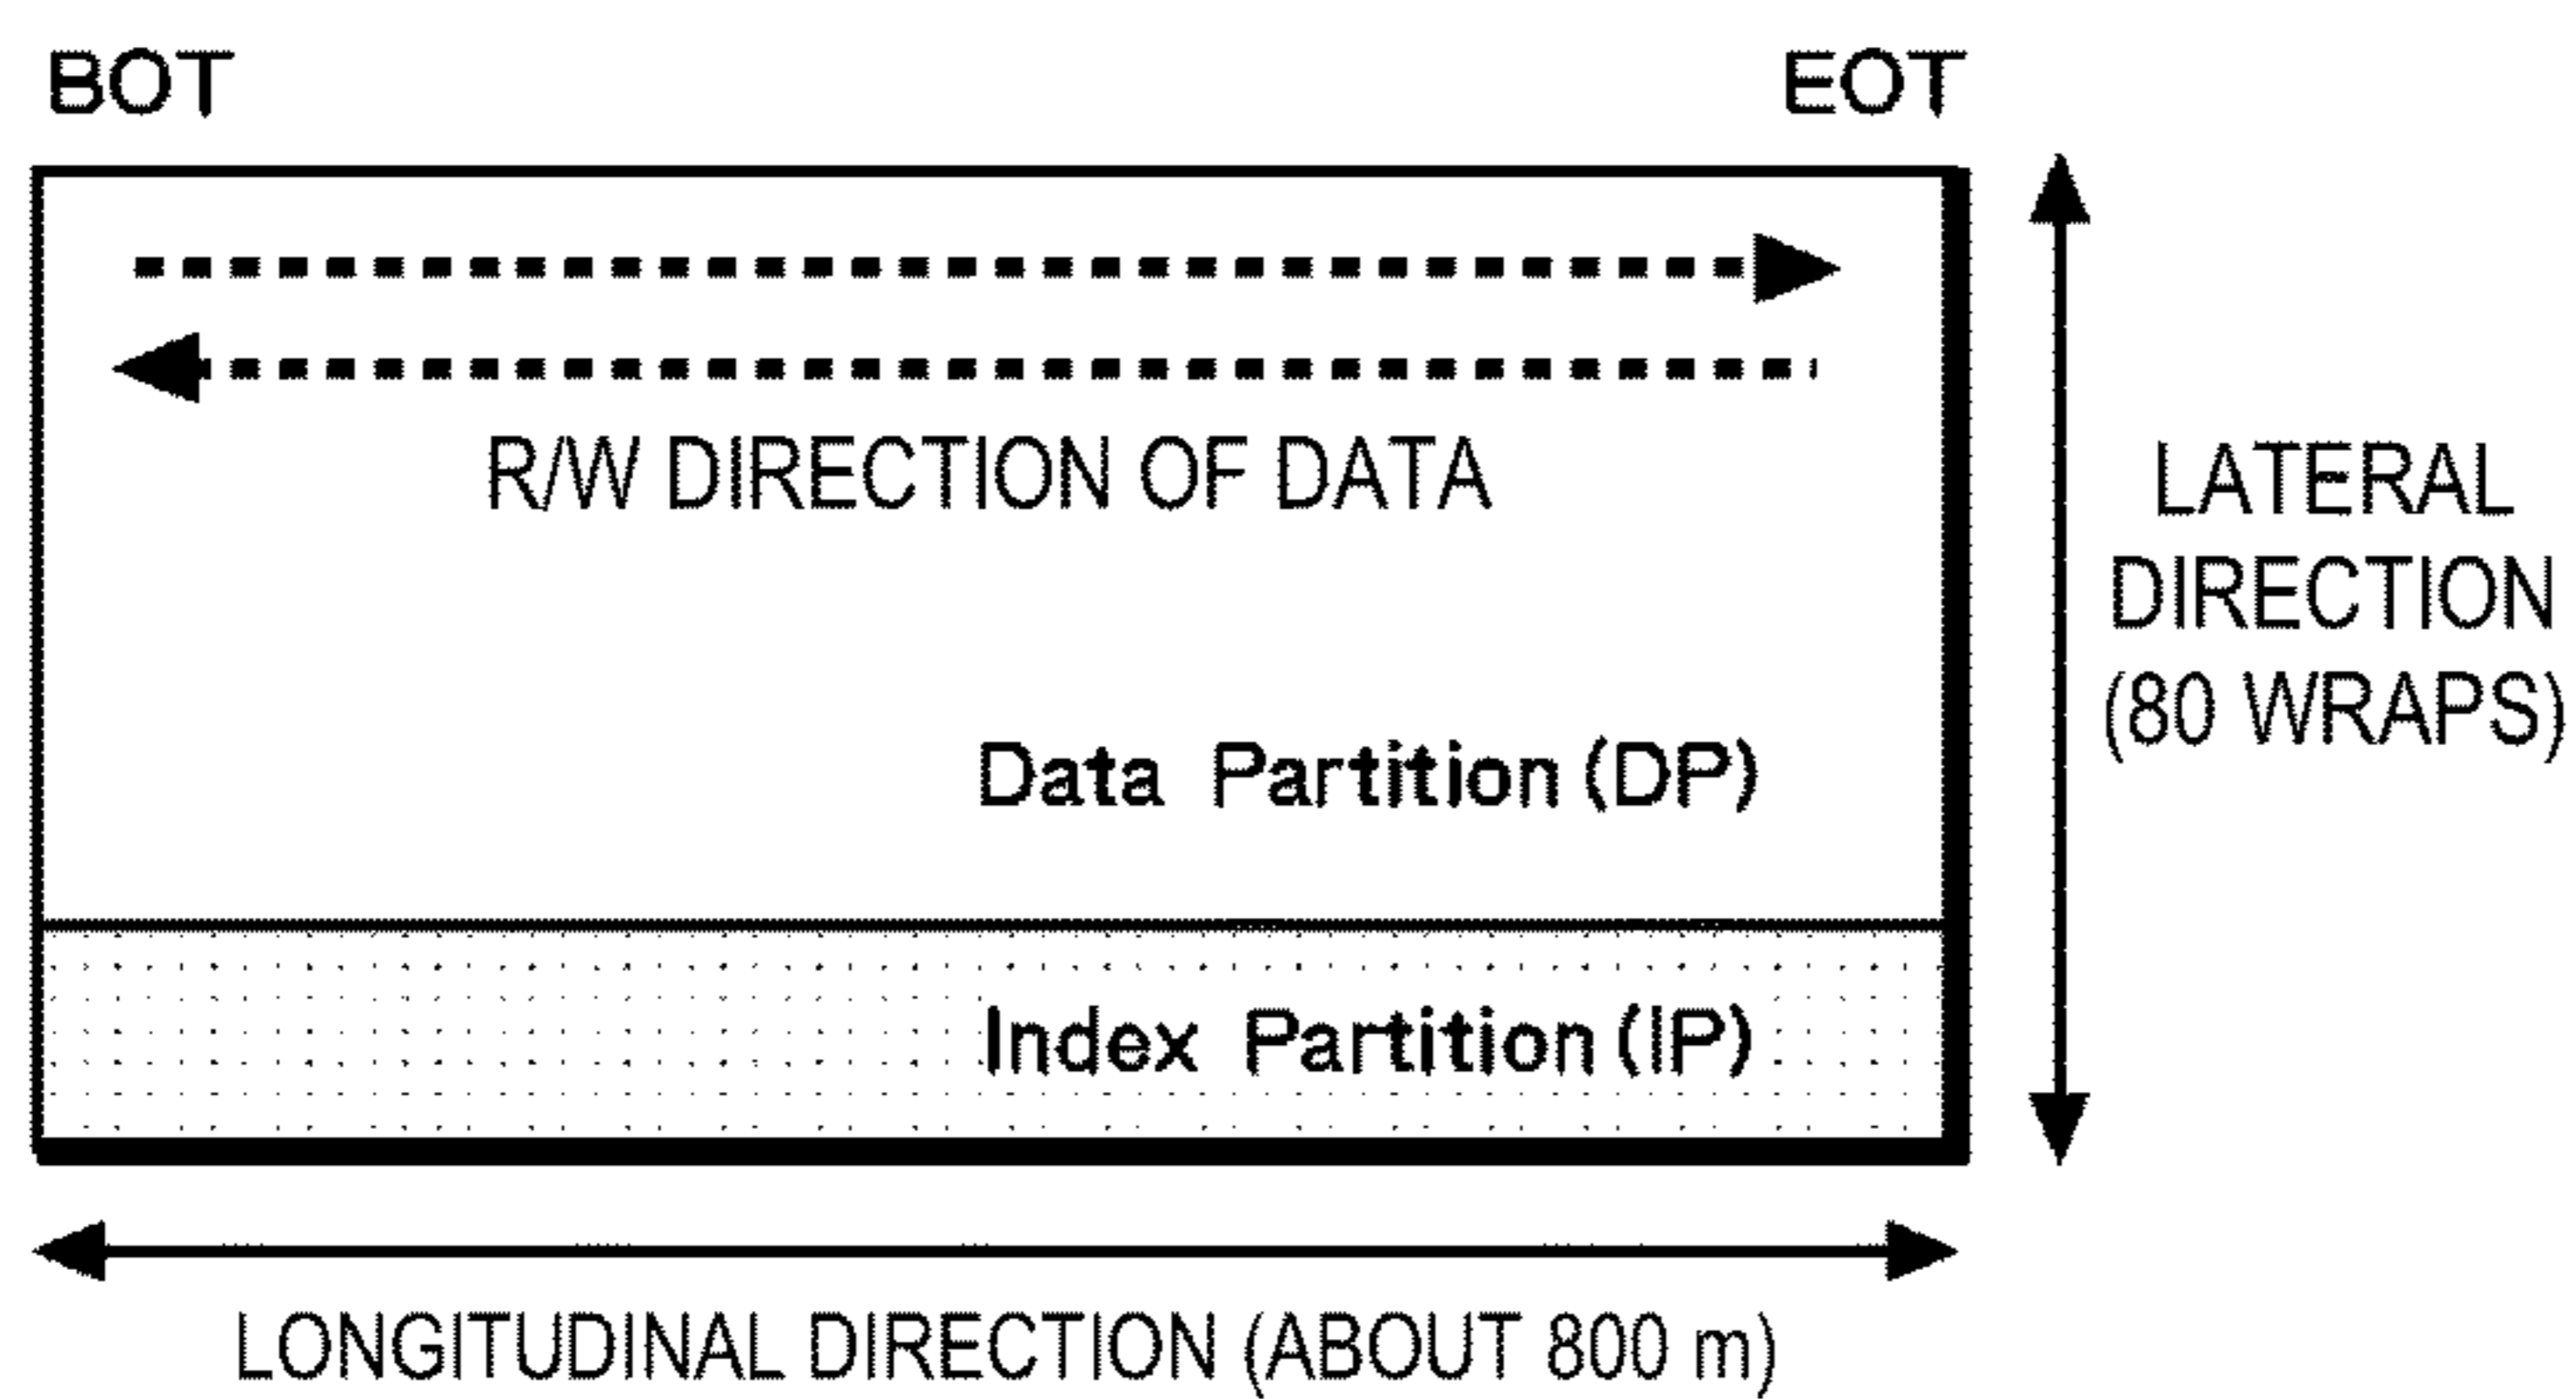 BOT
EOT
R/W DIRECTION OF DATA
LATERAL
DIRECTION
(80 WRAPS)
Data Partition (DP)
Index Partition (IP)
LONGITUDINAL DIRECTION (ABOUT 800 m)